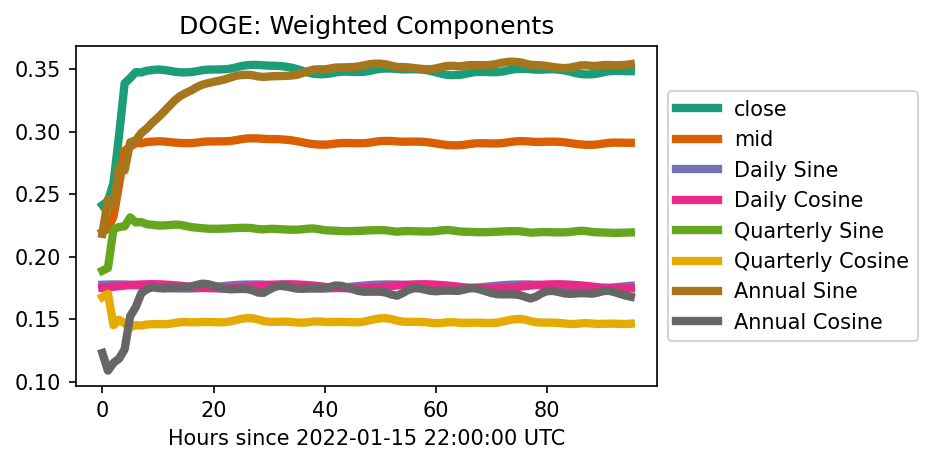 DOGE: Weighted Components
0.35
0.30
0.25
0.20
0.15
0.10
0
20
40
60
80
Hours since 2022-01-15 22:00:00 UTC
close
mid
Daily Sine
Daily Cosine
Quarterly Sine
Quarterly Cosine
Annual Sine
Annual Cosine